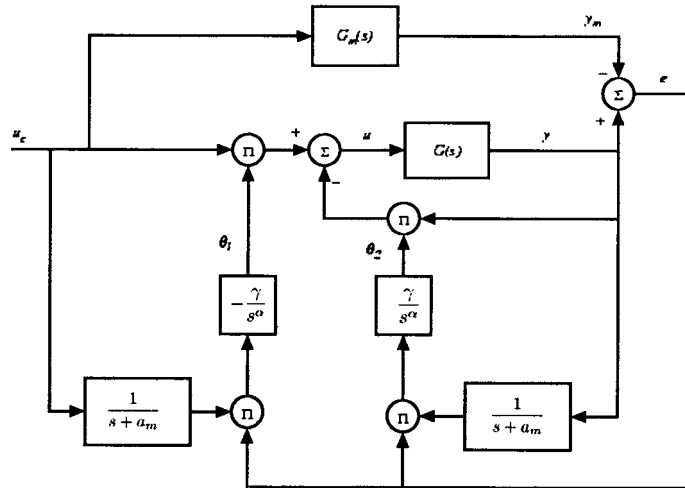 G_m(s)
y_m
−
Σ
e
+
u_c
Π
+
Σ
−
u
G(s)
y
Π
θ_1
θ_2
−γ/s^α
γ/s^α
1/(s + a_m)
Π
Π
1/(s + a_m)